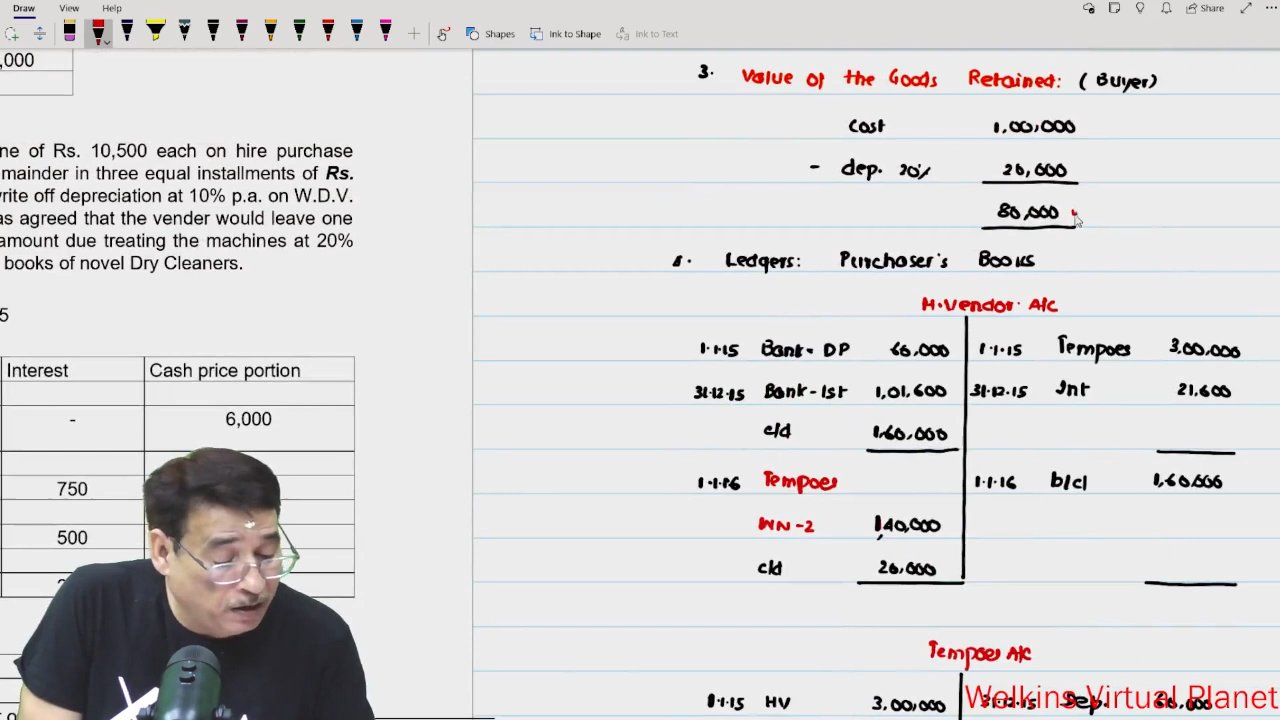 Draw
Share
Shapes
Ink to Shape
Ink to Text
,000
ne of Rs. 10,500 each on hire purchase
mainder in three equal installments of Rs.
write off depreciation at 10% p.a. on W.D.V.
as agreed that the vender would leave one
amount due treating the machines at 20%
books of novel Dry Cleaners.
5
Interest Cash price portion
- 6,000
750
500
3. Value of the Goods Retained: (Buyer)
Cost 1,00,000
- dep. 20% 20,000
80,000
Ledgers: Purchaser's Books
H.Vendor A/c
1.1.15 Bank - DP 60,000 1.1.15 Tempoes 3,00,000
31.12.15 Bank - 1st 1,01,600 31.12.15 Int 21,600
c/d 1,60,000
1.1.16 Tempoes 1.1.16 b/d 1,60,000
WN-2 1,40,000
c/d 20,000
Tempoes A/c
1.1.15 HV 3,00,000 31.12.15 Dep. 60,000
Welkins Virtual Planet